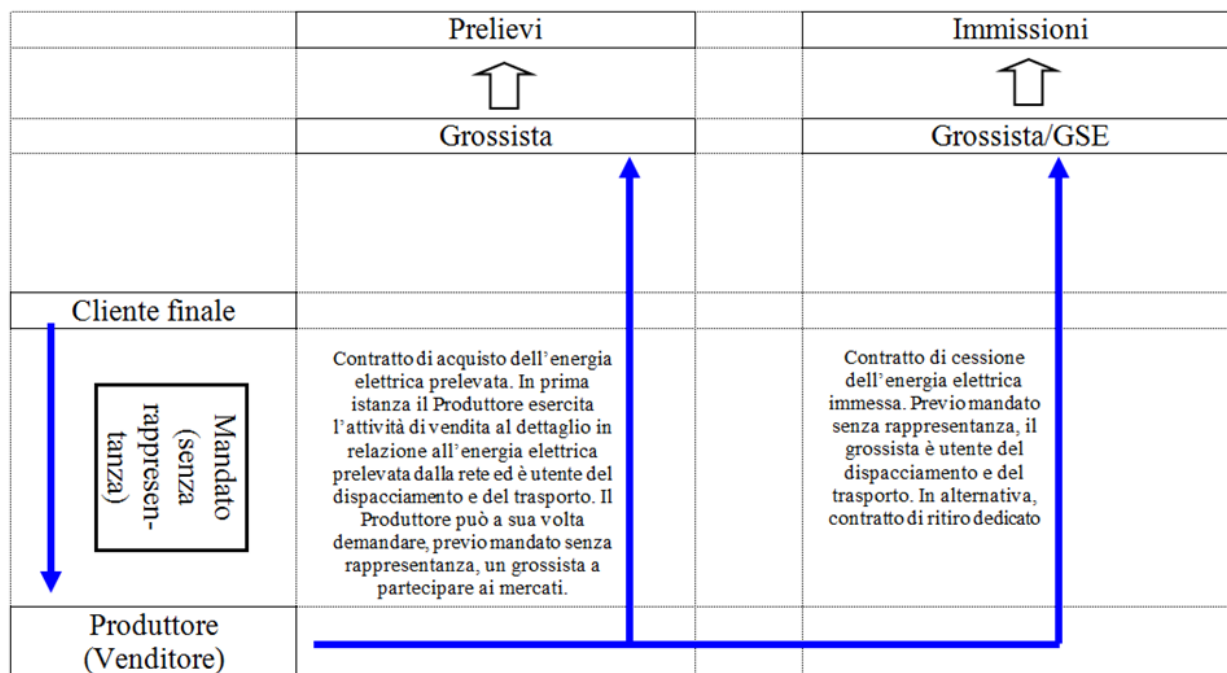 Prelievi
Immissioni
Grossista
Grossista/GSE
Cliente finale
Mandato
(senza
rappresen-
tanza)
Contratto di acquisto dell’energia
elettrica prelevata. In prima
istanza il Produttore esercita
l’attività di vendita al dettaglio in
relazione all’energia elettrica
prelevata dalla rete ed è utente del
dispacciamento e del trasporto. Il
Produttore può a sua volta
demandare, previo mandato senza
rappresentanza, un grossista a
partecipare ai mercati.
Contratto di cessione
dell’energia elettrica
immessa. Previo mandato
senza rappresentanza, il
grossista è utente del
dispacciamento e del
trasporto. In alternativa,
contratto di ritiro dedicato
Produttore
(Venditore)